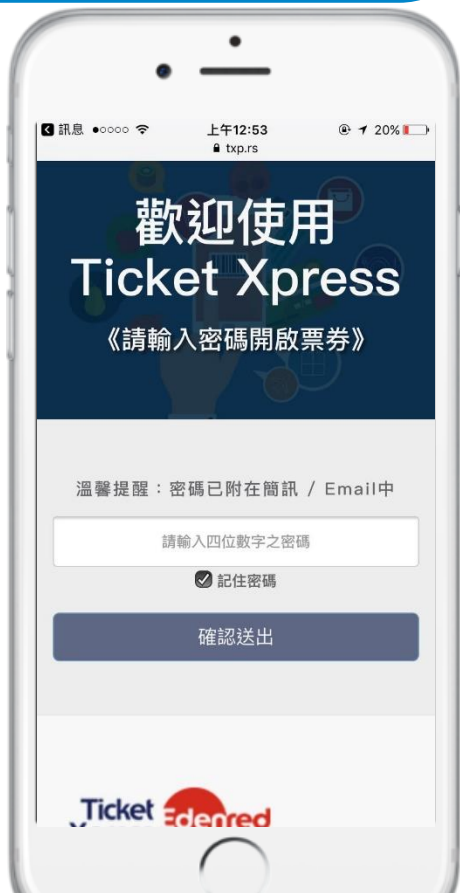 訊息
上午12:53
20%
txp.rs
歡迎使用
Ticket Xpress
《請輸入密碼開啟票券》
溫馨提醒：密碼已附在簡訊 / Email中
請輸入四位數字之密碼
記住密碼
確認送出
Ticket Edenred